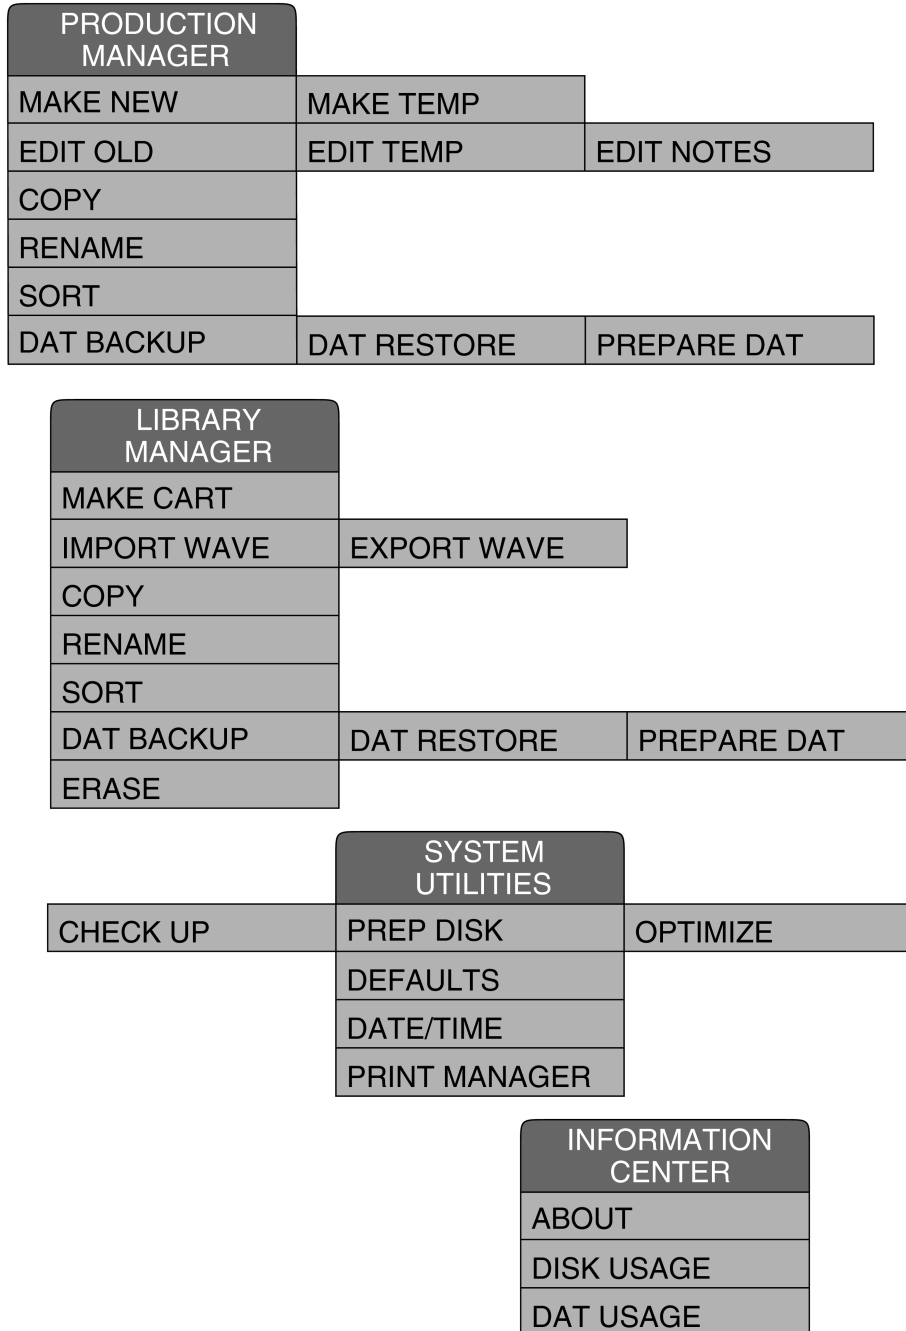 PRODUCTION
MANAGER
MAKE NEW MAKE TEMP
EDIT OLD EDIT TEMP EDIT NOTES
COPY
RENAME
SORT
DAT BACKUP DAT RESTORE PREPARE DAT
LIBRARY
MANAGER
MAKE CART
IMPORT WAVE EXPORT WAVE
COPY
RENAME
SORT
DAT BACKUP DAT RESTORE PREPARE DAT
ERASE
SYSTEM
UTILITIES
CHECK UP PREP DISK OPTIMIZE
DEFAULTS
DATE/TIME
PRINT MANAGER
INFORMATION
CENTER
ABOUT
DISK USAGE
DAT USAGE